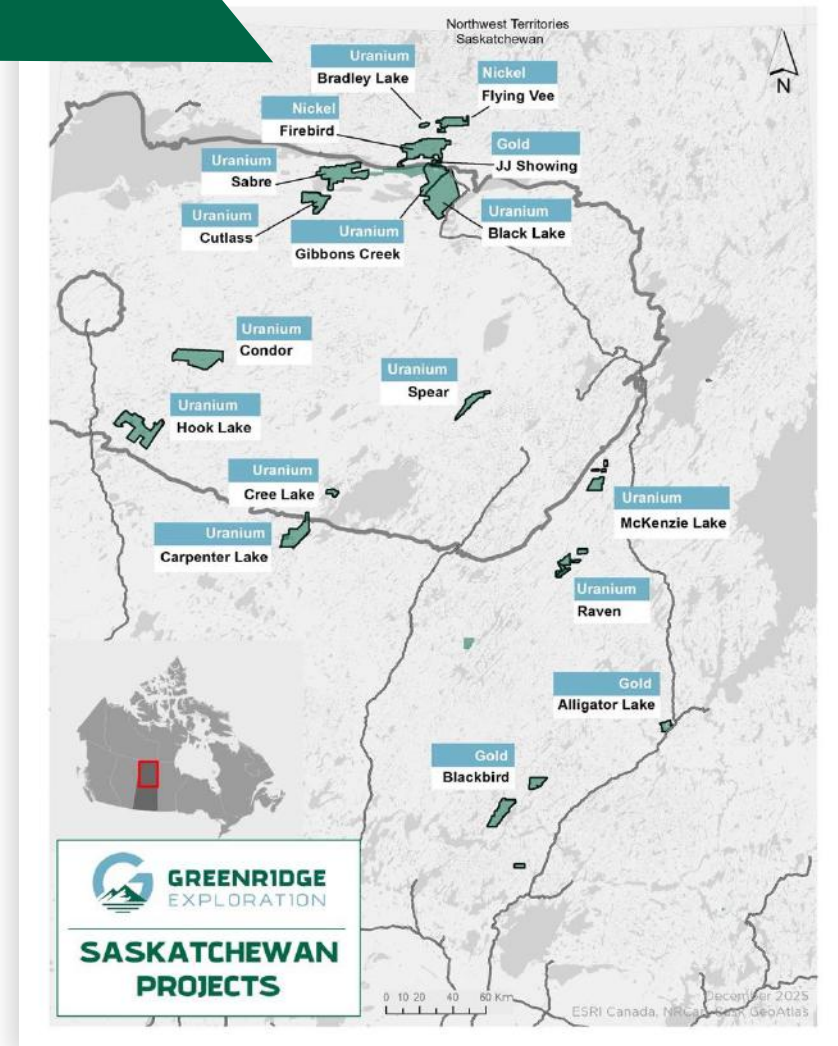 Northwest Territories
Saskatchewan
N
Uranium
Bradley Lake
Nickel
Flying Vee
Nickel
Firebird
Gold
JJ Showing
Uranium
Sabre
Uranium
Cutlass
Uranium
Gibbons Creek
Uranium
Black Lake
Uranium
Condor
Uranium
Spear
Uranium
Hook Lake
Uranium
Cree Lake
Uranium
Carpenter Lake
Uranium
McKenzie Lake
Uranium
Raven
Gold
Alligator Lake
Gold
Blackbird
GREENRIDGE
EXPLORATION
SASKATCHEWAN
PROJECTS
0 10 20 40 60 Km
December 2025
ESRI Canada, NRCan, Sask GeoAtlas